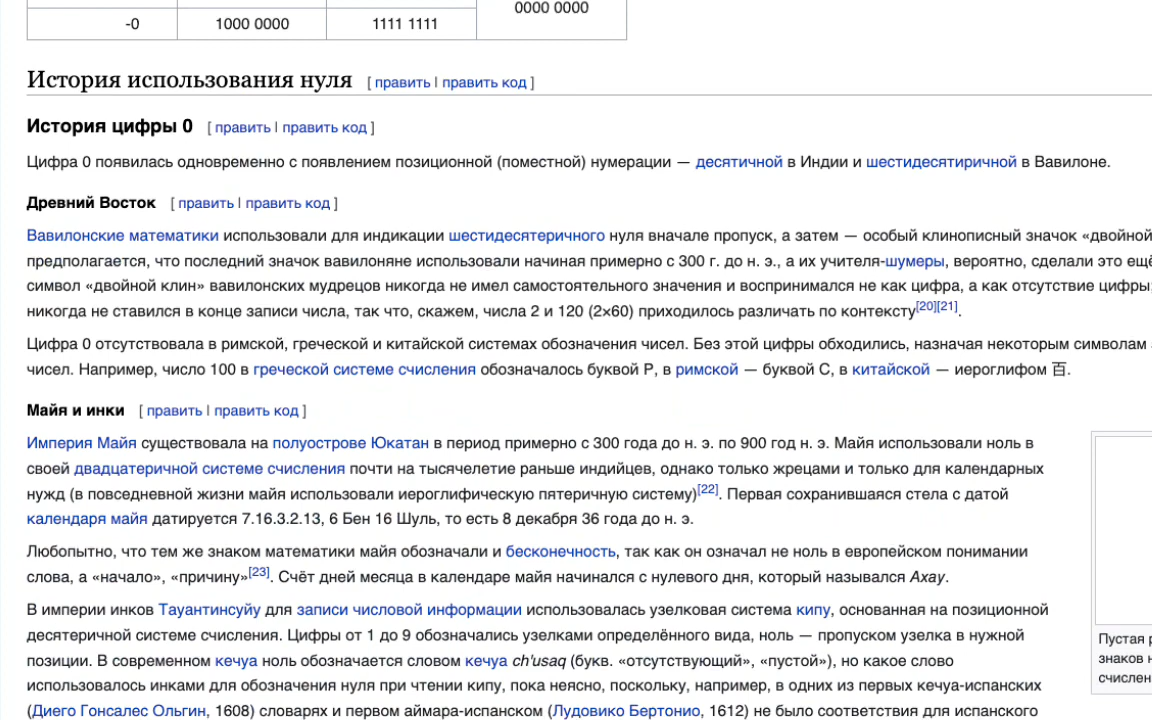 0000 0000
-0 1000 0000 1111 1111
История использования нуля [ править | править код ]
История цифры 0 [ править | править код ]
Цифра 0 появилась одновременно с появлением позиционной (поместной) нумерации — десятичной в Индии и шестидесятиричной в Вавилоне.
Древний Восток [ править | править код ]
Вавилонские математики использовали для индикации шестидесятеричного нуля вначале пропуск, а затем — особый клинописный значок «двойной
предполагается, что последний значок вавилоняне использовали начиная примерно с 300 г. до н. э., а их учителя-шумеры, вероятно, сделали это ещё
символ «двойной клин» вавилонских мудрецов никогда не имел самостоятельного значения и воспринимался не как цифра, а как отсутствие цифры;
никогда не ставился в конце записи числа, так что, скажем, числа 2 и 120 (2×60) приходилось различать по контексту[20][21].
Цифра 0 отсутствовала в римской, греческой и китайской системах обозначения чисел. Без этой цифры обходились, назначая некоторым символам
чисел. Например, число 100 в греческой системе счисления обозначалось буквой Ρ, в римской — буквой C, в китайской — иероглифом 百.
Майя и инки [ править | править код ]
Империя Майя существовала на полуострове Юкатан в период примерно с 300 года до н. э. по 900 год н. э. Майя использовали ноль в
своей двадцатеричной системе счисления почти на тысячелетие раньше индийцев, однако только жрецами и только для календарных
нужд (в повседневной жизни майя использовали иероглифическую пятеричную систему)[22]. Первая сохранившаяся стела с датой
календаря майя датируется 7.16.3.2.13, 6 Бен 16 Шуль, то есть 8 декабря 36 года до н. э.
Любопытно, что тем же знаком математики майя обозначали и бесконечность, так как он означал не ноль в европейском понимании
слова, а «начало», «причину»[23]. Счёт дней месяца в календаре майя начинался с нулевого дня, который назывался Ахау.
В империи инков Тауантинсуйу для записи числовой информации использовалась узелковая система кипу, основанная на позиционной
десятеричной системе счисления. Цифры от 1 до 9 обозначались узелками определённого вида, ноль — пропуском узелка в нужной
позиции. В современном кечуа ноль обозначается словом кечуа ch'usaq (букв. «отсутствующий», «пустой»), но какое слово
использовалось инками для обозначения нуля при чтении кипу, пока неясно, поскольку, например, в одних из первых кечуа-испанских
(Диего Гонсалес Ольгин, 1608) словарях и первом аймара-испанском (Лудовико Бертонио, 1612) не было соответствия для испанского
Пустая
знаков
счислен